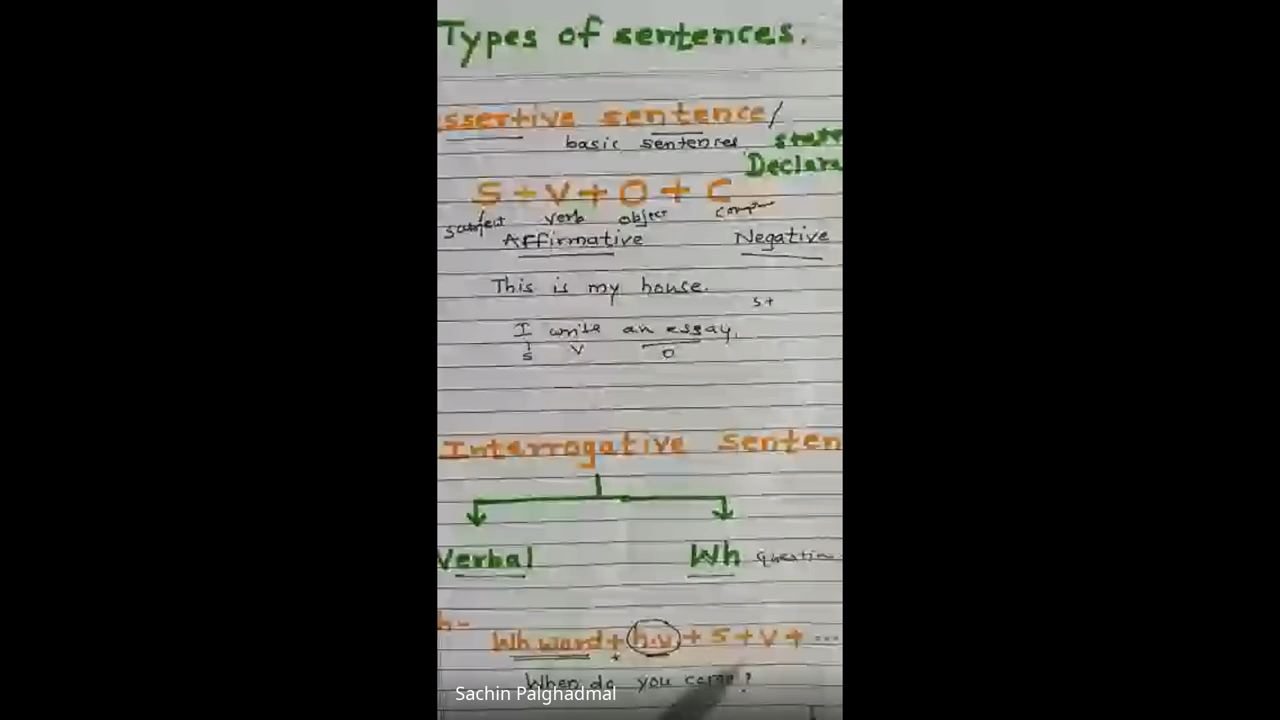 Types of sentences.
ssertive sentence/
basic sentences
Declara
S + V + O + C
subject verb object
Affirmative Negative
This is my house.
S+
I write an essay.
S V O
Interrogative senten
Verbal Wh
h-
Wh word + h.v. + S + V + ...
When do you come?
Sachin Palghadmal